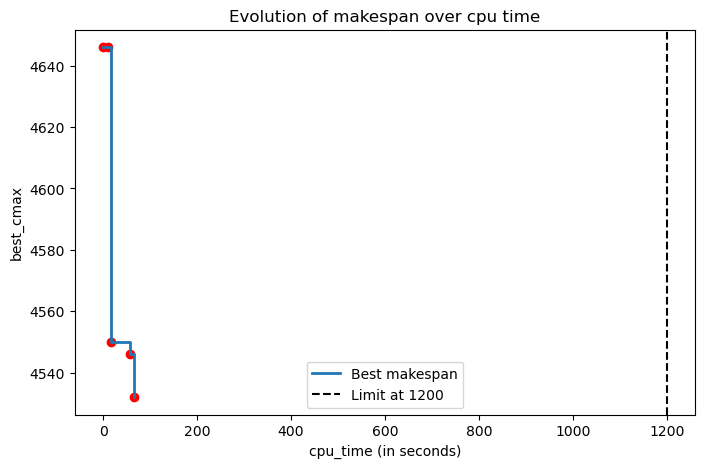 Evolution of makespan over cpu time
best_cmax
4640
4620
4600
4580
4560
4540
Best makespan
Limit at 1200
0
200
400
600
800
1000
1200
cpu_time (in seconds)